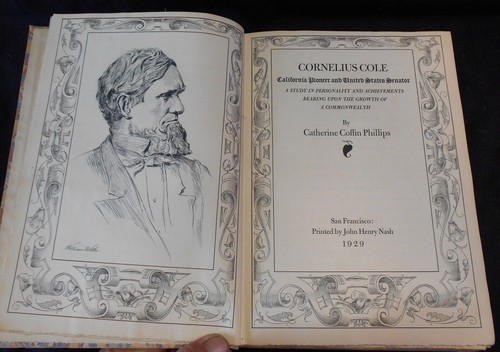 CORNELIUS COLE
California Pioneer and United States Senator
A STUDY IN PERSONALITY AND ACHIEVEMENTS
BEARING UPON THE GROWTH OF
A COMMONWEALTH
By
Catherine Coffin Phillips
San Francisco:
Printed by John Henry Nash
1929